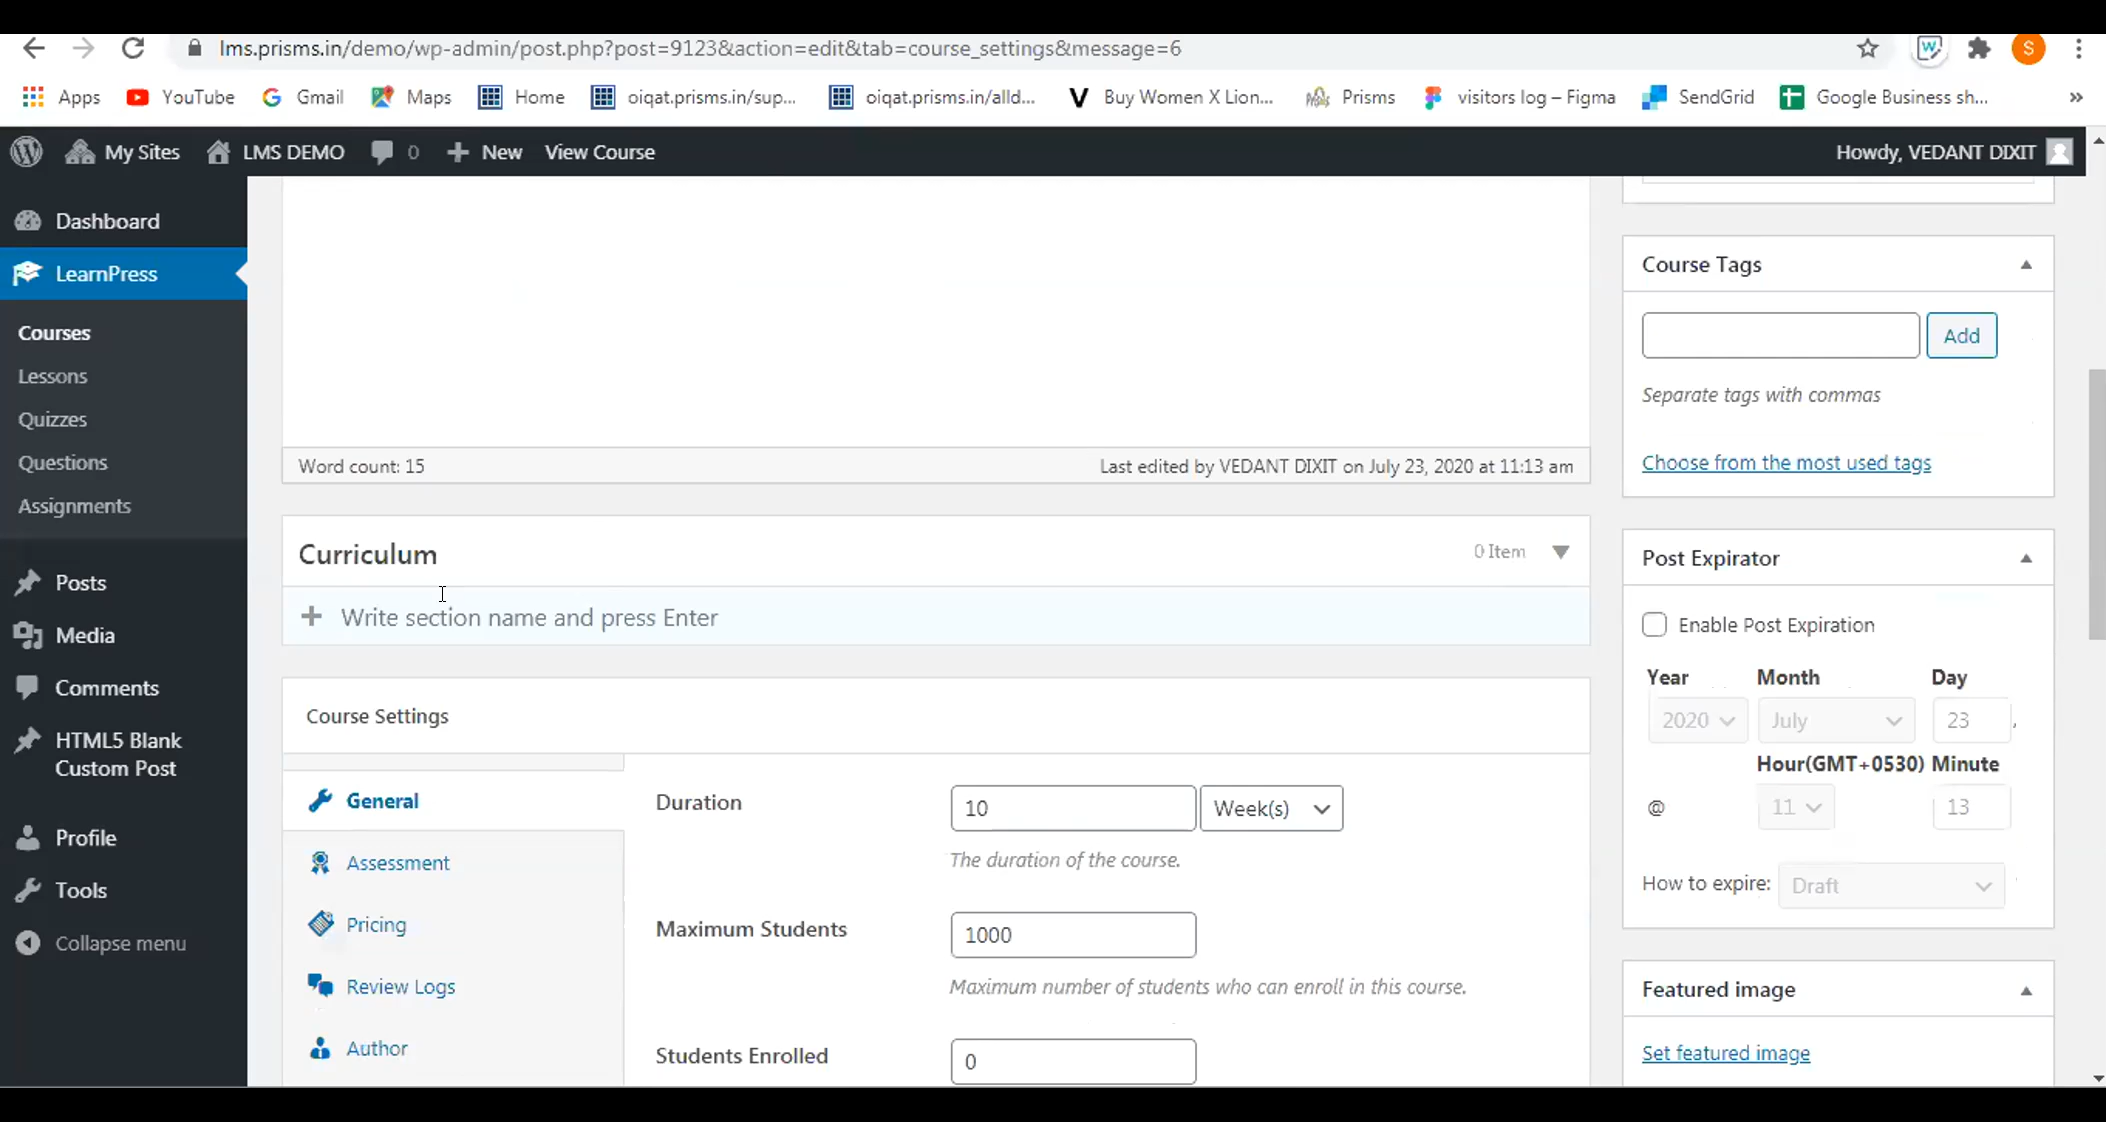 lms.prisms.in/demo/wp-admin/post.php?post=9123&action=edit&tab=course_settings&message=6
S
Apps YouTube Gmail Maps Home oiqat.prisms.in/sup... oiqat.prisms.in/alld... Buy Women X Lion... Prisms visitors log – Figma SendGrid Google Business sh... »
My Sites LMS DEMO 0 New View Course Howdy, VEDANT DIXIT
Dashboard
LearnPress
Courses
Lessons
Quizzes
Questions
Assignments
Posts
Media
Comments
HTML5 Blank
Custom Post
Profile
Tools
Collapse menu
Word count: 15 Last edited by VEDANT DIXIT on July 23, 2020 at 11:13 am
Curriculum 0 Item
Write section name and press Enter
Course Settings
General
Assessment
Pricing
Review Logs
Author
Duration 10 Week(s)
The duration of the course.
Maximum Students 1000
Maximum number of students who can enroll in this course.
Students Enrolled 0
Course Tags
Add
Separate tags with commas
Choose from the most used tags
Post Expirator
Enable Post Expiration
Year Month Day
2020 July 23 ,
Hour(GMT+0530) Minute
@ 11 13
How to expire: Draft
Featured image
Set featured image